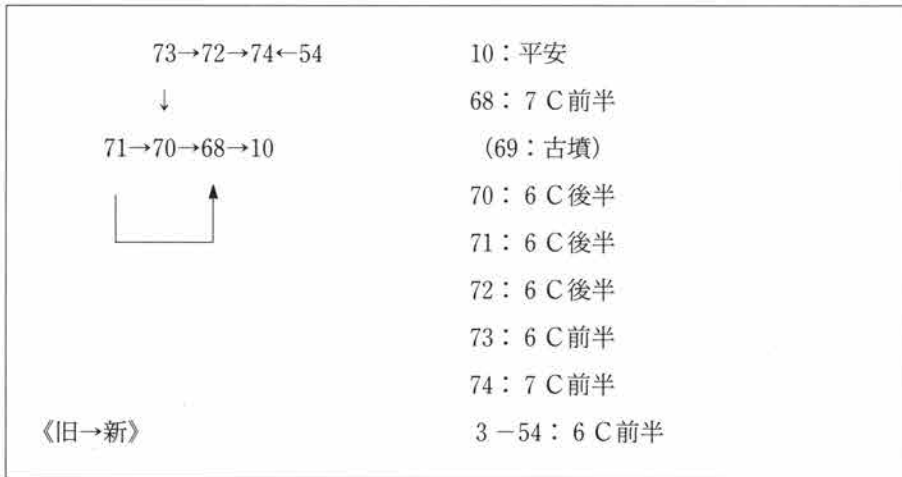 73→72→74←54
↓
71→70→68→10
10：平安
68：7C前半
(69：古墳)
70：6C後半
71：6C後半
72：6C後半
73：6C前半
74：7C前半
3－54：6C前半
《旧→新》